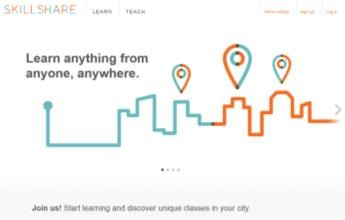 SKILLSHARE LEARN TEACH
Sign up Log in
Learn anything from
anyone, anywhere.
Join us! Start learning and discover unique classes in your city.